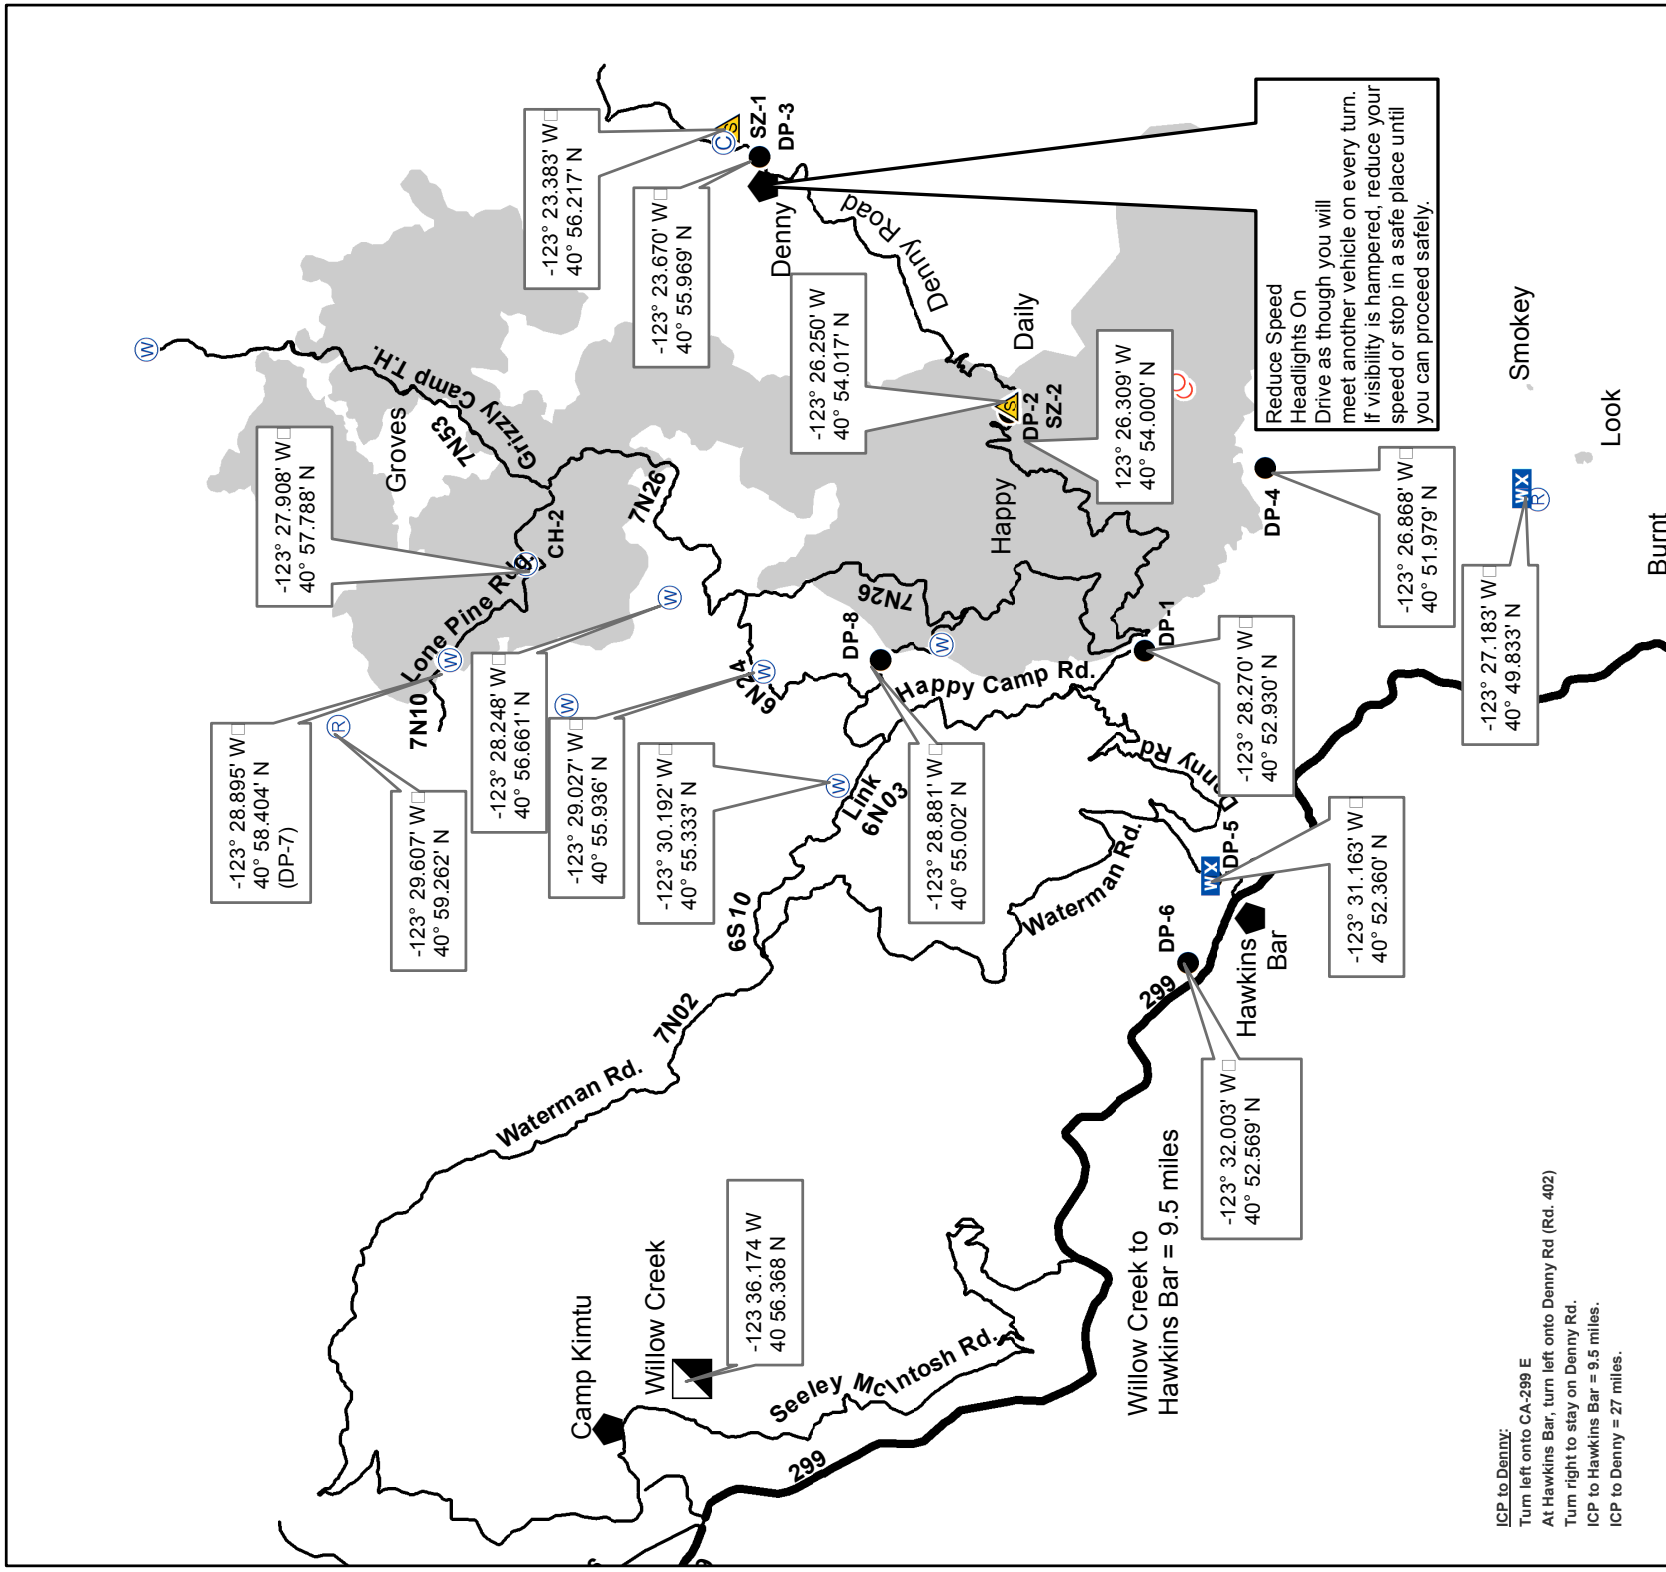 -123° 23.383' W
40° 56.217' N
-123° 23.670' W
40° 55.969' N
SZ-1
DP-3
C
S
Denny
Denny Road
W
Grizzly Camp T.H.
7N53
Groves
-123° 27.908' W
40° 57.788' N
CH-2
7N26
-123° 26.250' W
40° 54.017' N
Daily
S
DP-2
SZ-2
123° 26.309' W
40° 54.000' N
Happy
Reduce Speed
Headlights On
Drive as though you will
meet another vehicle on every turn.
If visibility is hampered, reduce your
speed or stop in a safe place until
you can proceed safely.
Smokey
Look
Burnt
DP-4
-123° 26.868' W
40° 51.979' N
WX
R
-123° 27.183' W
40° 49.833' N
Lone Pine Rdg.
7N10
W
W
-123° 28.895' W
40° 58.404' N
(DP-7)
R
-123° 29.607' W
40° 59.262' N
-123° 28.248' W
40° 56.661' N
W
-123° 29.027' W
40° 55.936' N
W
6N24
7N26
DP-8
W
Happy Camp Rd.
DP-1
-123° 28.270' W
40° 52.930' N
-123° 30.192' W
40° 55.333' N
W
Link
6N03
-123° 28.881' W
40° 55.002' N
Denny Rd
Waterman Rd.
WX
DP-5
-123° 31.163' W
40° 52.360' N
6S10
7N02
Waterman Rd.
DP-6
299
Hawkins
Bar
-123° 32.003' W
40° 52.569' N
Willow Creek to
Hawkins Bar = 9.5 miles
Camp Kimtu
Willow Creek
-123 36.174 W
40 56.368 N
Seeley McIntosh Rd.
299
ICP to Denny:
Turn left onto CA-299 E
At Hawkins Bar, turn left onto Denny Rd (Rd. 402)
Turn right to stay on Denny Rd.
ICP to Hawkins Bar = 9.5 miles.
ICP to Denny = 27 miles.